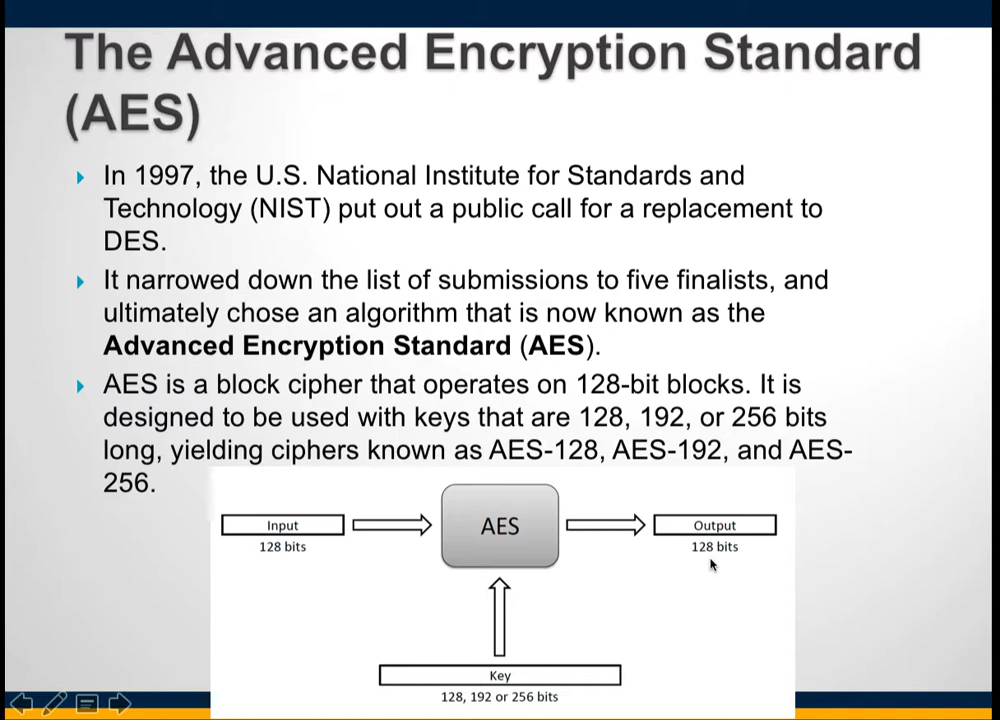 The Advanced Encryption Standard
(AES)
In 1997, the U.S. National Institute for Standards and
Technology (NIST) put out a public call for a replacement to
DES.
It narrowed down the list of submissions to five finalists, and
ultimately chose an algorithm that is now known as the
Advanced Encryption Standard (AES).
AES is a block cipher that operates on 128-bit blocks. It is
designed to be used with keys that are 128, 192, or 256 bits
long, yielding ciphers known as AES-128, AES-192, and AES-
256.
Input
AES
Output
128 bits
128 bits
Key
128, 192 or 256 bits